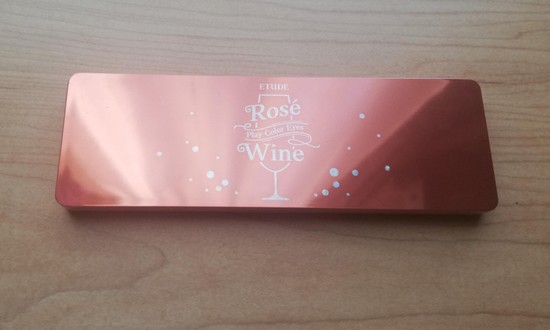 ETUDE
Rosé
Play Color Eyes
Wine